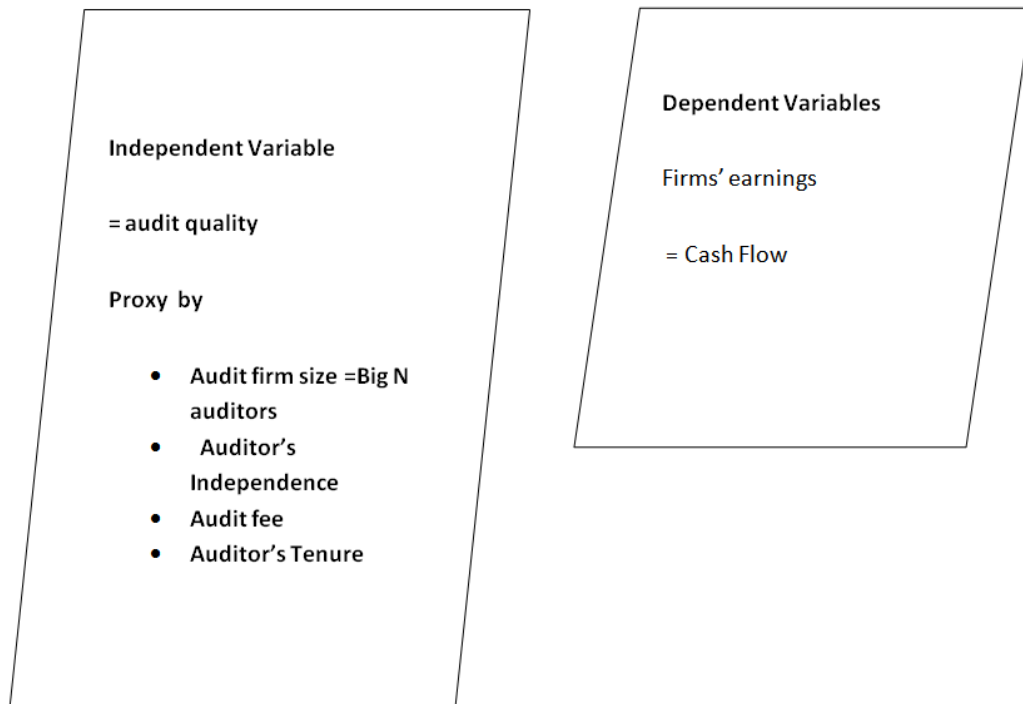 Independent Variable
= audit quality
Proxy by
• Audit firm size =Big N
auditors
• Auditor’s
Independence
• Audit fee
• Auditor’s Tenure
Dependent Variables
Firms’ earnings
= Cash Flow